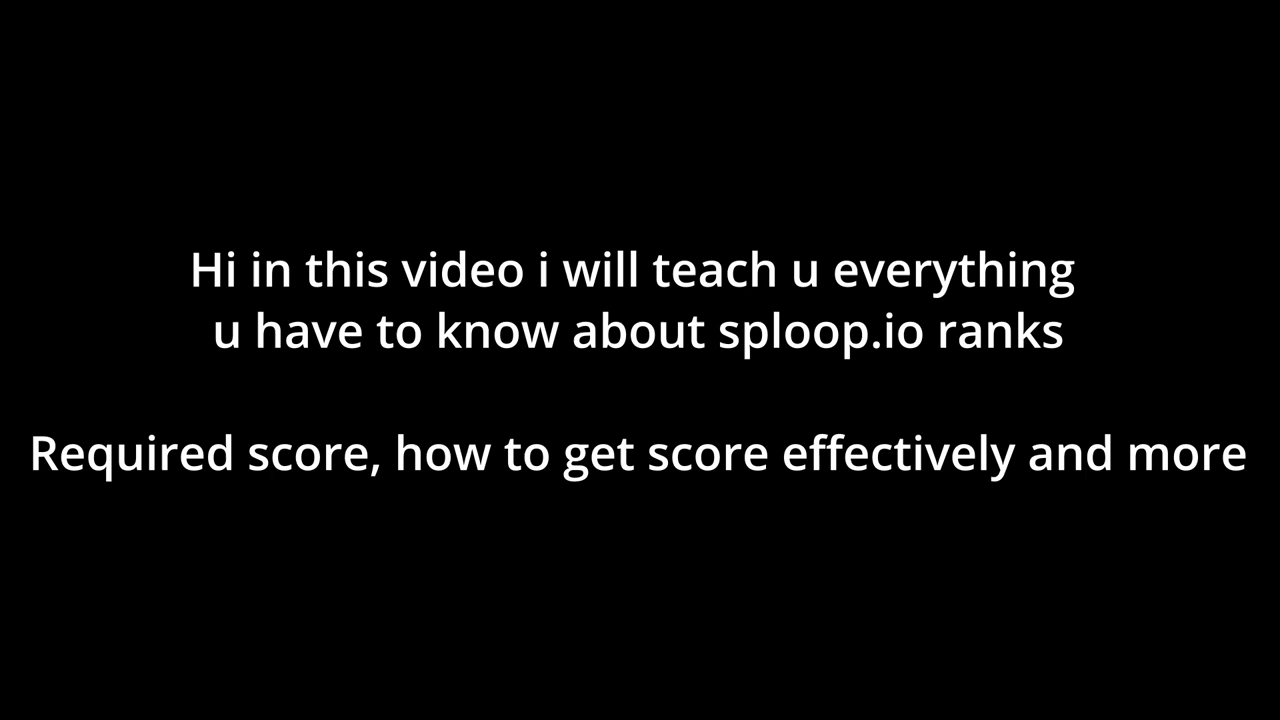 Hi in this video i will teach u everything
u have to know about sploop.io ranks
Required score, how to get score effectively and more